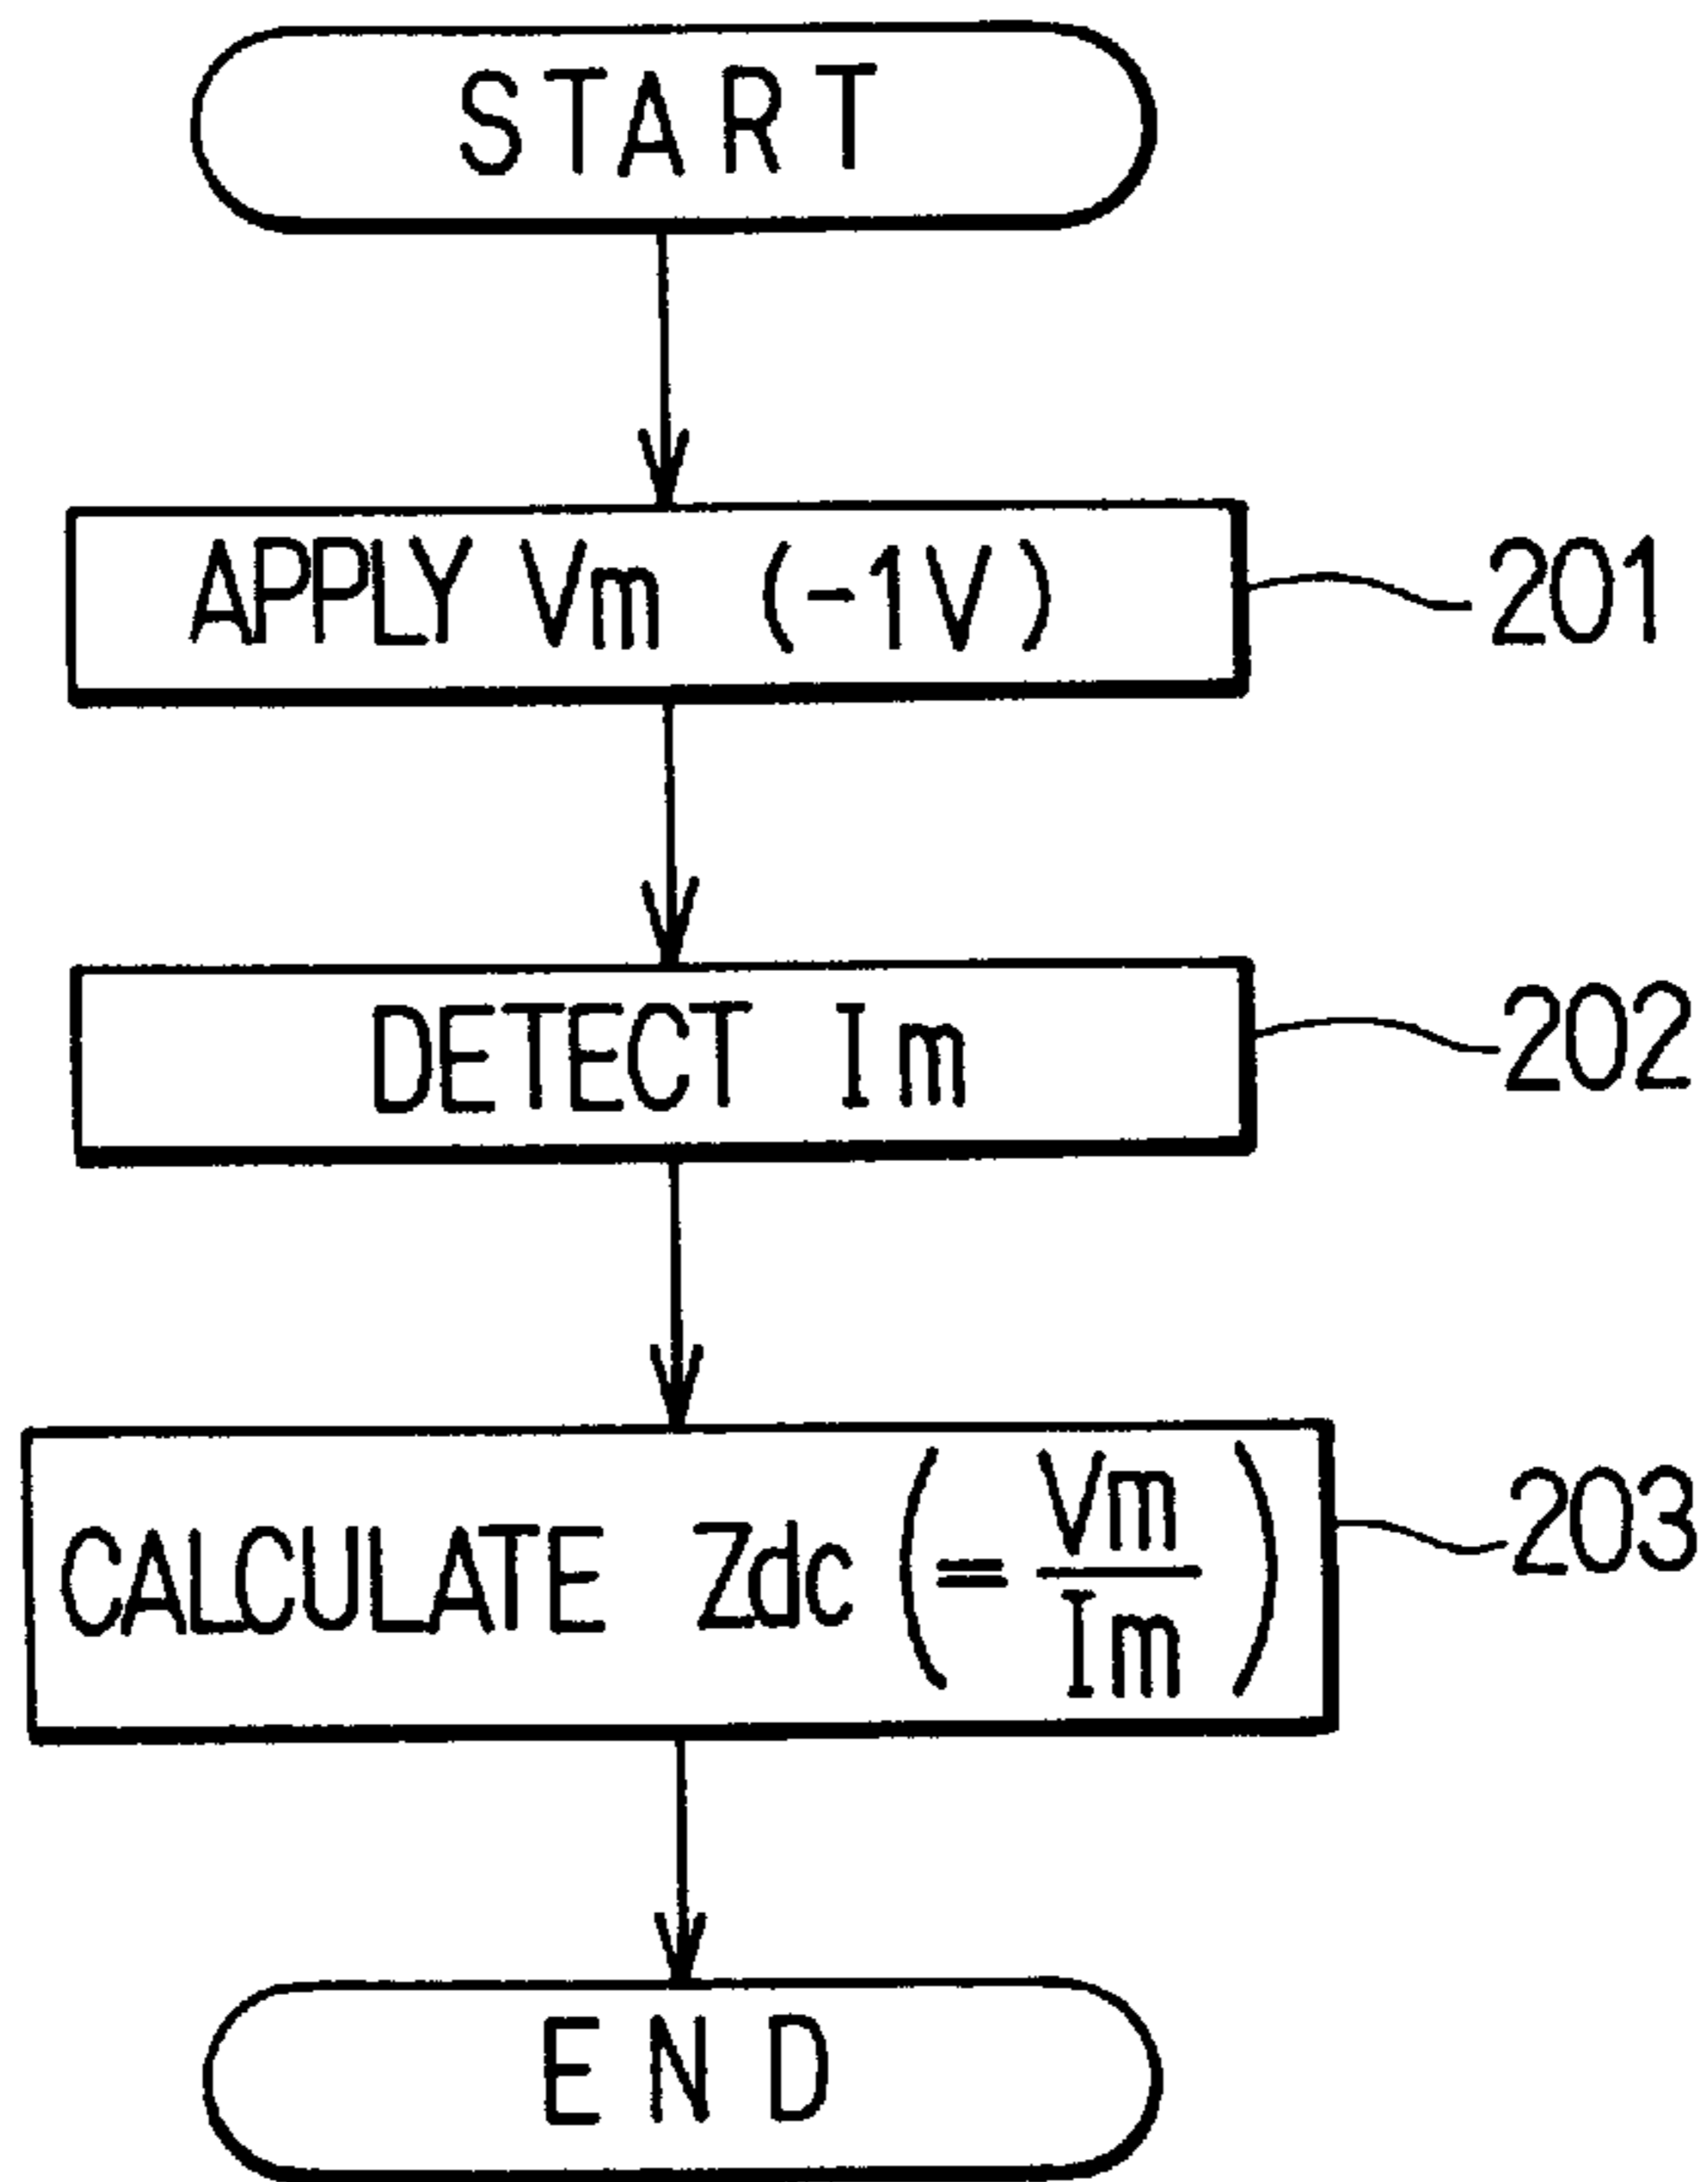 START
APPLY Vm (-1V)
201
DETECT Im
202
CALCULATE Zdc (= Vm/Im)
203
END